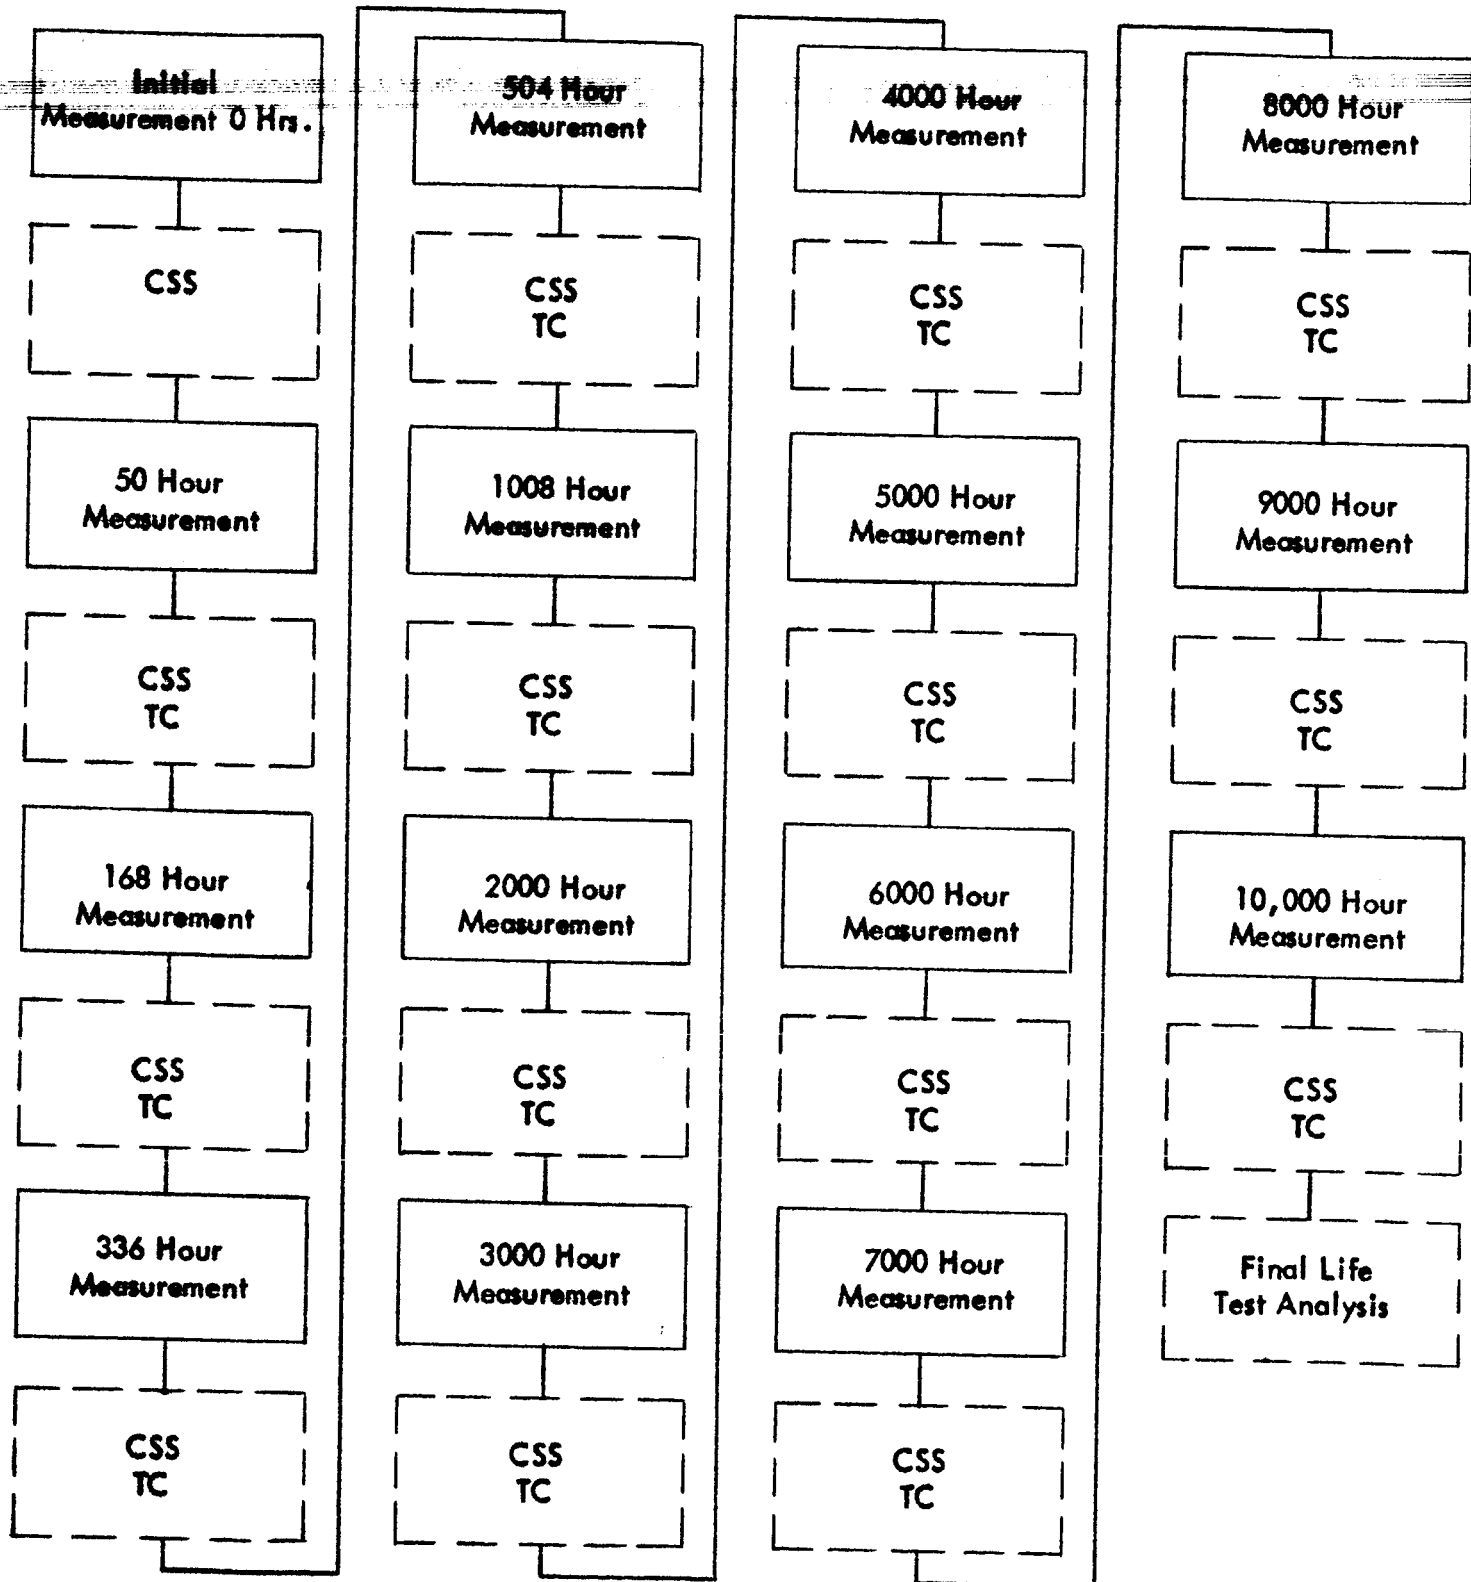 Initial
Measurement 0 Hrs.
CSS
50 Hour
Measurement
CSS
TC
168 Hour
Measurement
CSS
TC
336 Hour
Measurement
CSS
TC
504 Hour
Measurement
CSS
TC
1008 Hour
Measurement
CSS
TC
2000 Hour
Measurement
CSS
TC
3000 Hour
Measurement
CSS
TC
4000 Hour
Measurement
CSS
TC
5000 Hour
Measurement
CSS
TC
6000 Hour
Measurement
CSS
TC
7000 Hour
Measurement
CSS
TC
8000 Hour
Measurement
CSS
TC
9000 Hour
Measurement
CSS
TC
10,000 Hour
Measurement
CSS
TC
Final Life
Test Analysis